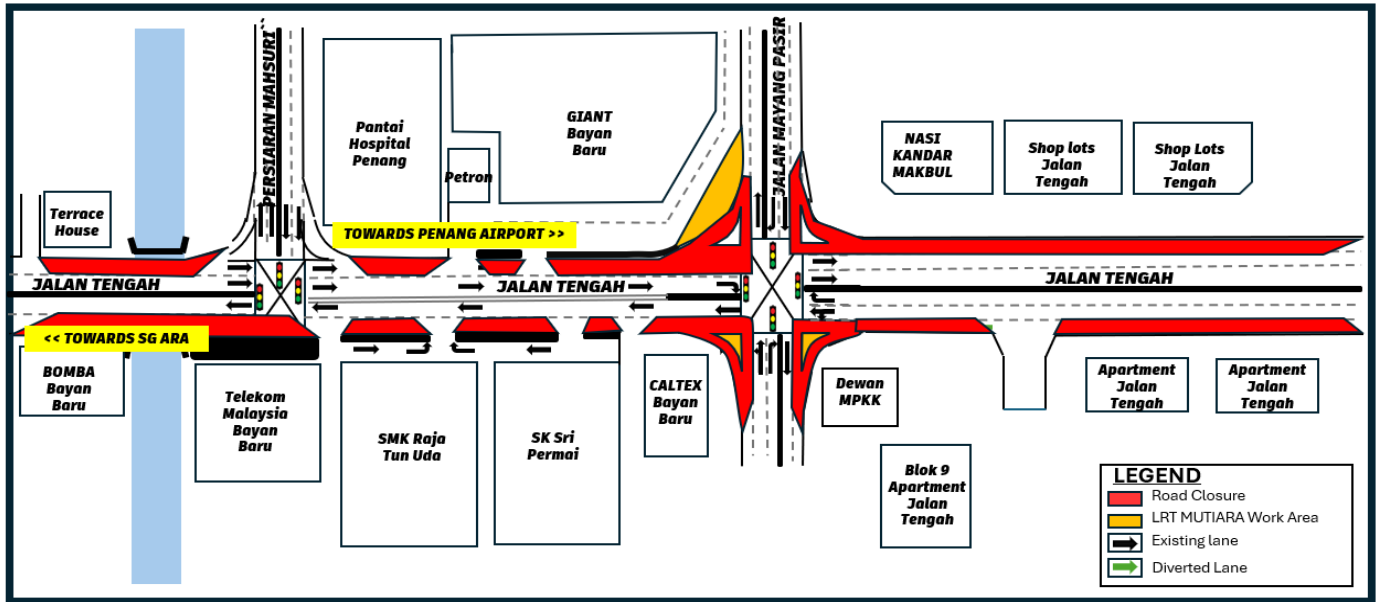 PERSIARAN MAHSURI
JALAN MAYANG PASIR
Pantai
Hospital
Penang
GIANT
Bayan
Baru
Petron
NASI
KANDAR
MAKBUL
Shop lots
Jalan
Tengah
Shop Lots
Jalan
Tengah
Terrace
House
TOWARDS PENANG AIRPORT >>
JALAN TENGAH
JALAN TENGAH
JALAN TENGAH
<< TOWARDS SG ARA
BOMBA
Bayan
Baru
Telekom
Malaysia
Bayan
Baru
SMK Raja
Tun Uda
SK Sri
Permai
CALTEX
Bayan
Baru
Dewan
MPKK
Apartment
Jalan
Tengah
Apartment
Jalan
Tengah
Blok 9
Apartment
Jalan
Tengah
LEGEND
Road Closure
LRT MUTIARA Work Area
Existing lane
Diverted Lane